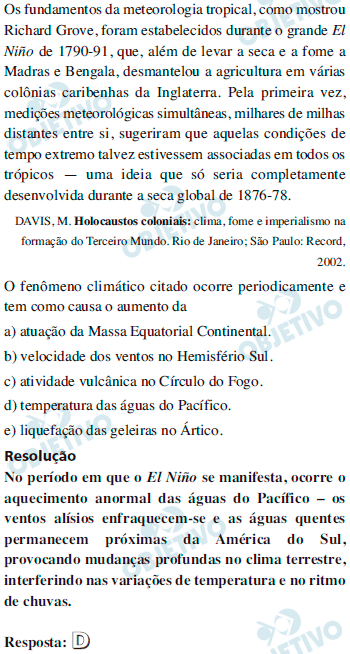 Os fundamentos da meteorologia tropical, como mostrou
Richard Grove, foram estabelecidos durante o grande El
Niño de 1790-91, que, além de levar a seca e a fome a
Madras e Bengala, desmantelou a agricultura em várias
colônias caribenhas da Inglaterra. Pela primeira vez,
medições meteorológicas simultâneas, milhares de milhas
distantes entre si, sugeriram que aquelas condições de
tempo extremo talvez estivessem associadas em todos os
trópicos — uma ideia que só seria completamente
desenvolvida durante a seca global de 1876-78.
DAVIS, M. Holocaustos coloniais: clima, fome e imperialismo na
formação do Terceiro Mundo. Rio de Janeiro; São Paulo: Record,
2002.
O fenômeno climático citado ocorre periodicamente e
tem como causa o aumento da
a) atuação da Massa Equatorial Continental.
b) velocidade dos ventos no Hemisfério Sul.
c) atividade vulcânica no Círculo do Fogo.
d) temperatura das águas do Pacífico.
e) liquefação das geleiras no Ártico.
Resolução
No período em que o El Niño se manifesta, ocorre o
aquecimento anormal das águas do Pacífico – os
ventos alísios enfraquecem-se e as águas quentes
permanecem próximas da América do Sul,
provocando mudanças profundas no clima terrestre,
interferindo nas variações de temperatura e no ritmo
de chuvas.
Resposta: D
OBJETIVO
OBJETIVO
OBJETIVO
OBJETIVO
OBJETIVO